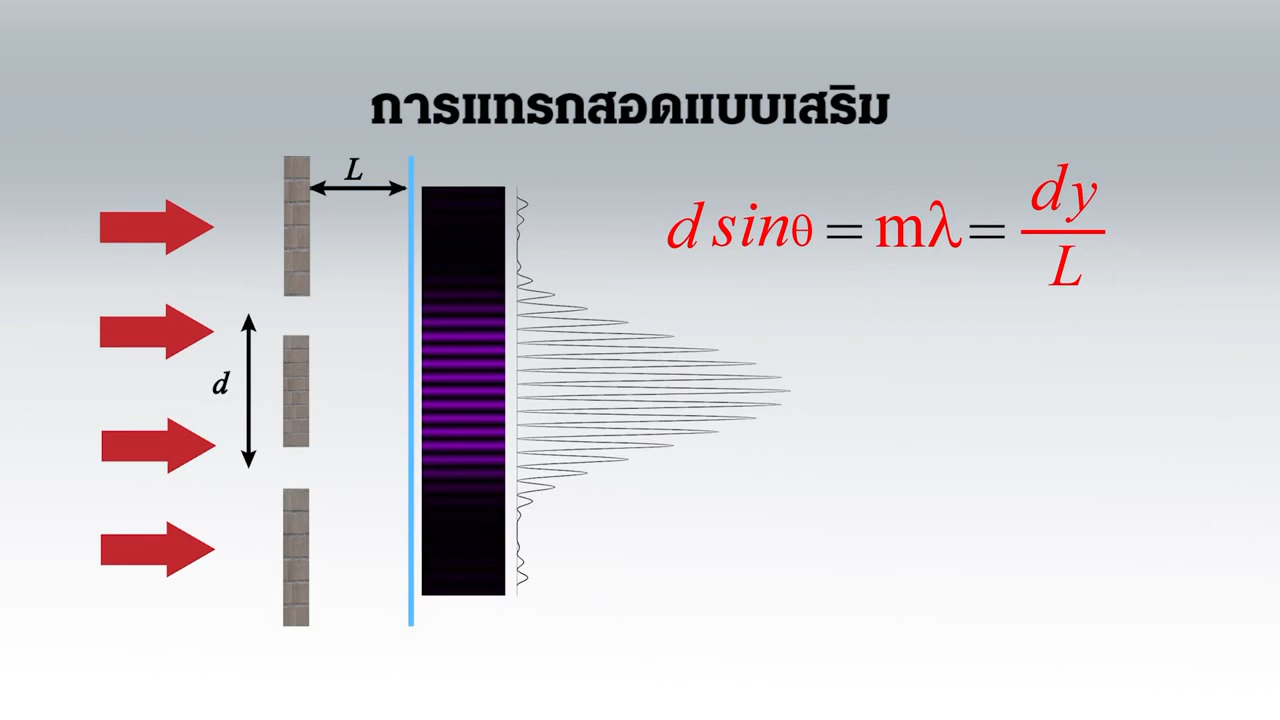 การแทรกสอดแบบเสริม
L
d sinθ = mλ = dy/L
d